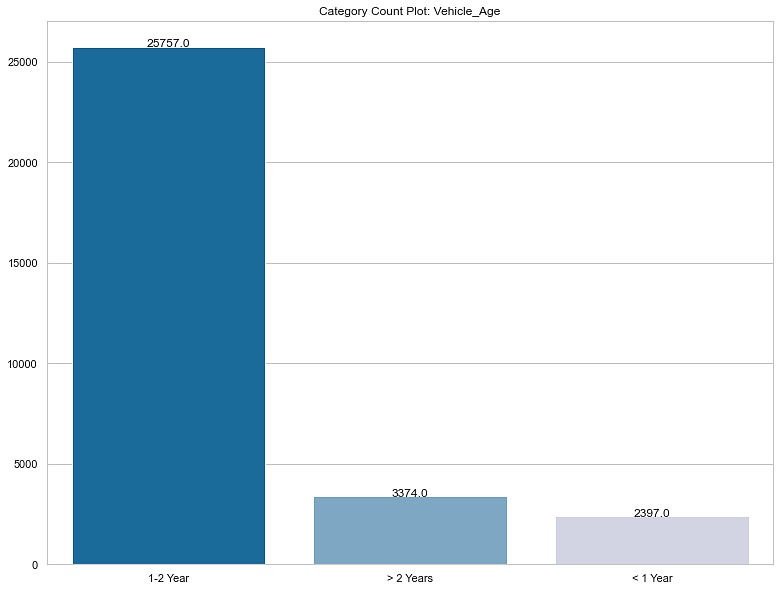 Category Count Plot: Vehicle_Age
25757.0
25000
20000
15000
10000
5000
3374.0
2397.0
0
1-2 Year
> 2 Years
< 1 Year